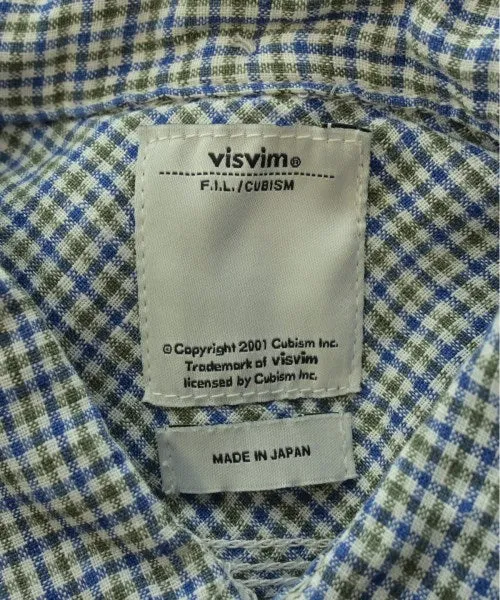 visvim®
F.I.L./CUBISM
© Copyright 2001 Cubism Inc.
Trademark of visvim
licensed by Cubism Inc.
MADE IN JAPAN